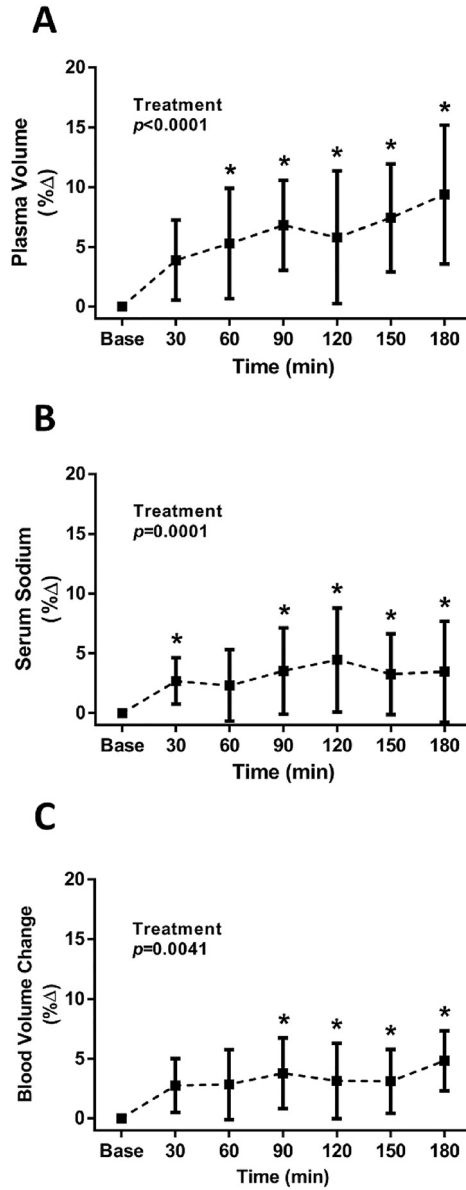 A
20
15
10
5
0
Plasma Volume
(%Δ)
Treatment
p<0.0001
* * * * * *
Base 30 60 90 120 150 180
Time (min)
B
20
15
10
5
0
Serum Sodium
(%Δ)
Treatment
p=0.0001
* * * * *
Base 30 60 90 120 150 180
Time (min)
C
20
15
10
5
0
Blood Volume Change
(%Δ)
Treatment
p=0.0041
* * * *
Base 30 60 90 120 150 180
Time (min)